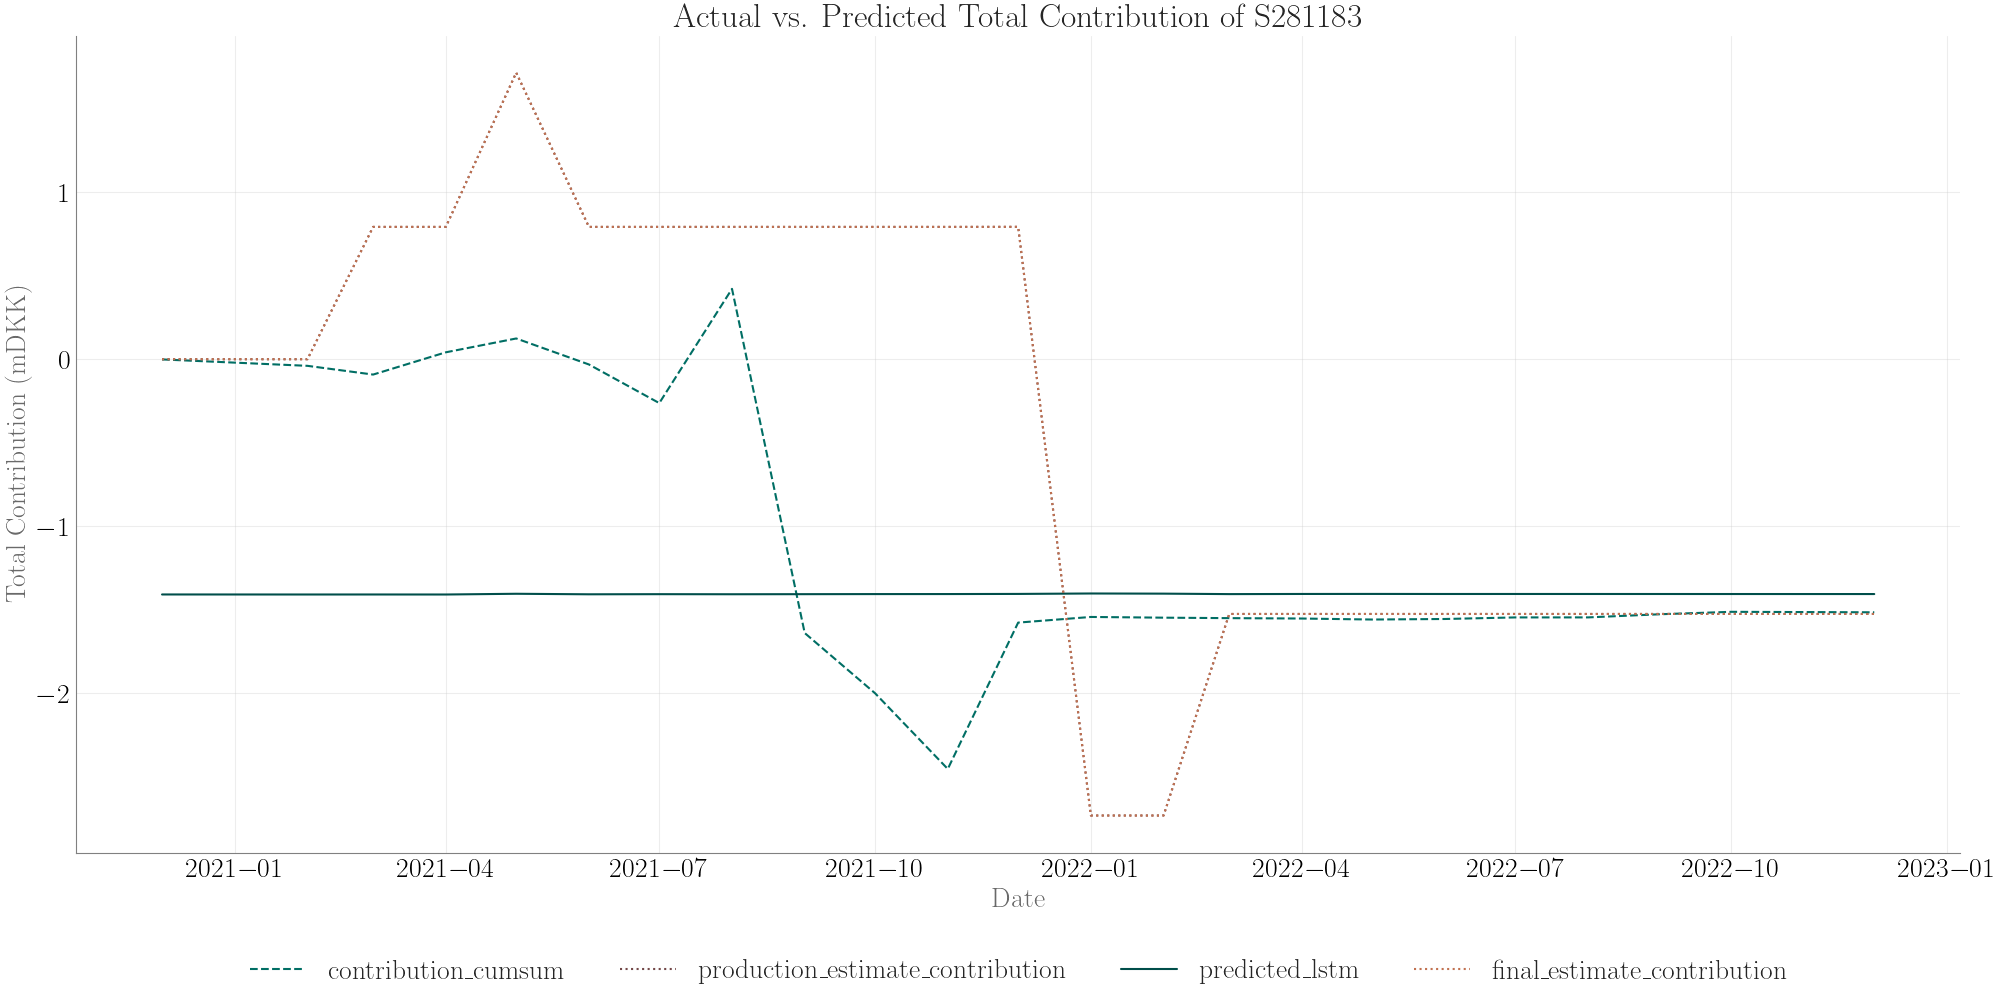 Actual vs. Predicted Total Contribution of S281183
Total Contribution (mDKK)
1
0
−1
−2
2021−01 2021−04 2021−07 2021−10 2022−01 2022−04 2022−07 2022−10 2023−01
Date
contribution_cumsum production_estimate_contribution predicted_lstm final_estimate_contribution